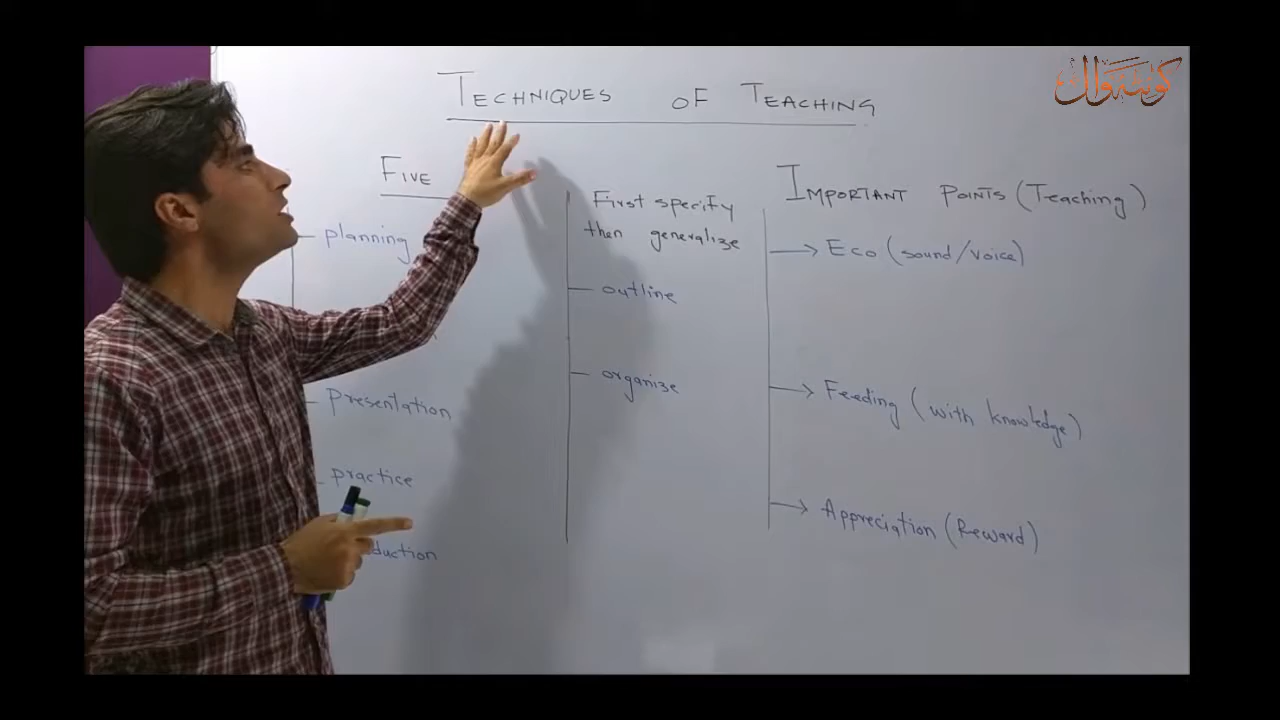 TECHNIQUES OF TEACHING
FIVE
planning
Presentation
practice
duction
First specify
then generalize
outline
organize
IMPORTANT POINTS (Teaching)
Eco (sound/voice)
Feeding (with knowledge)
Appreciation (Reward)